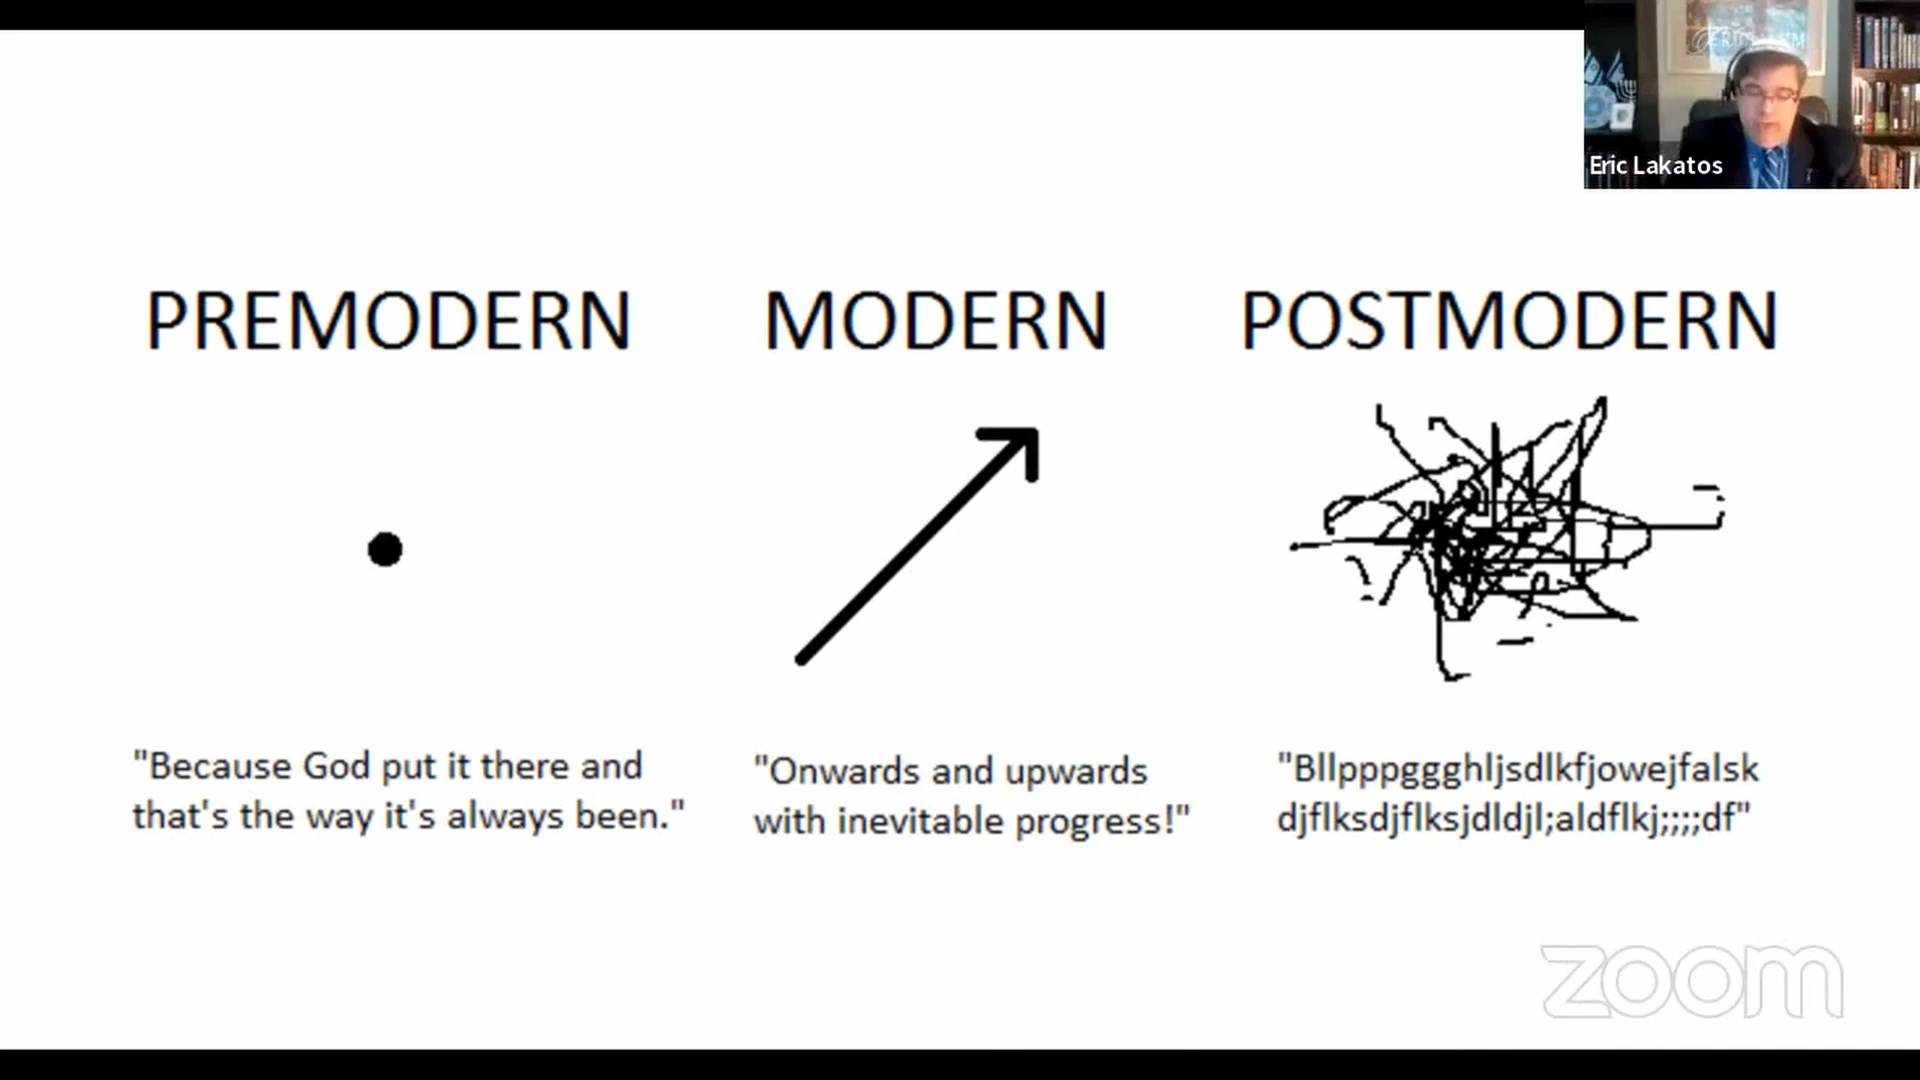 JERUSALEM
Eric Lakatos
PREMODERN
MODERN
POSTMODERN
"Because God put it there and
that's the way it's always been."
"Onwards and upwards
with inevitable progress!"
"Bllpppggghljsdlkfjowejfalsk
djflksdjflksjdldjl;aldflkj;;;;df"
zoom